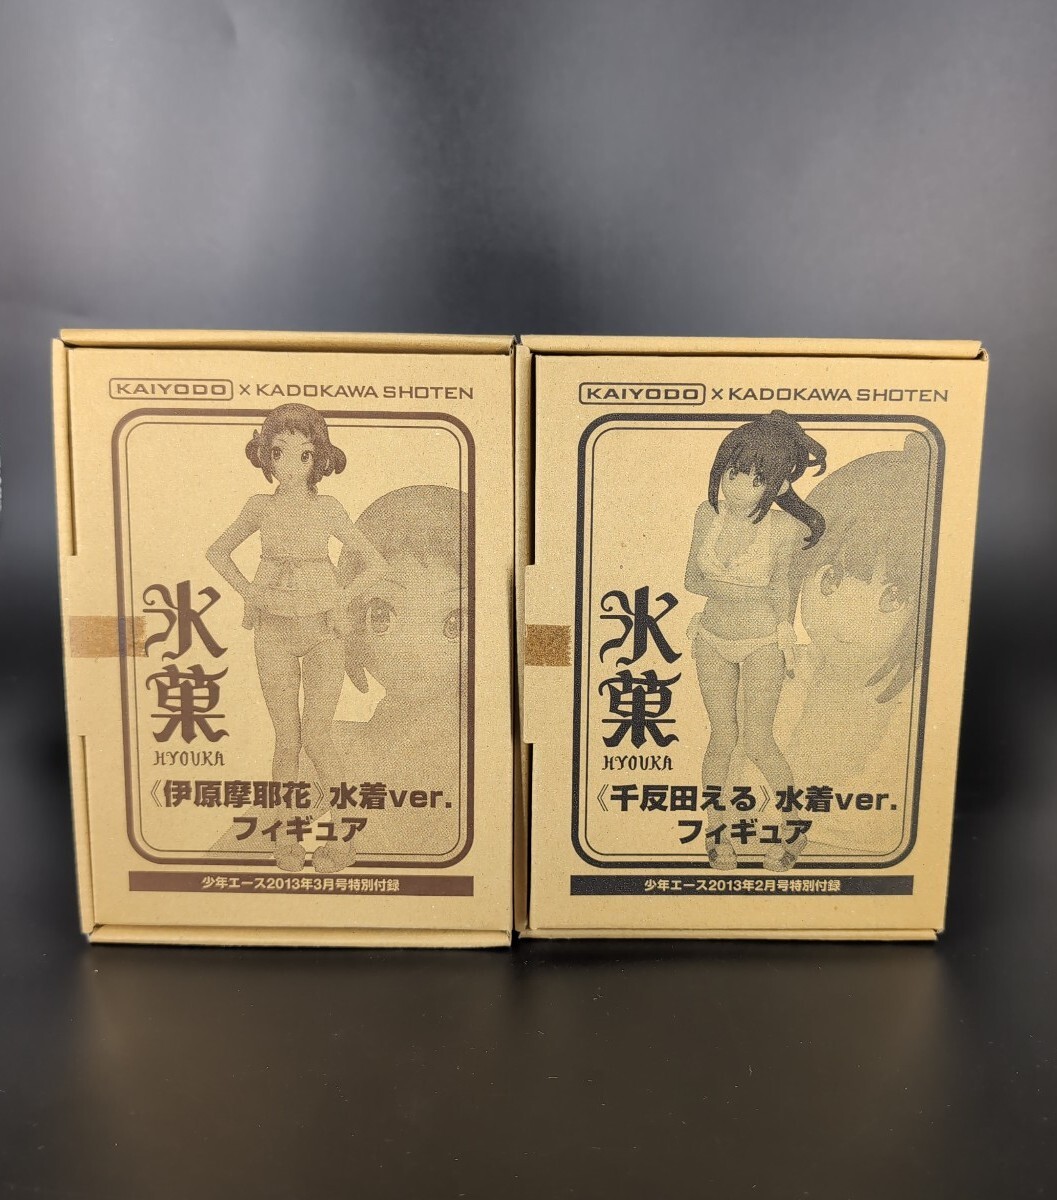 KAIYODO × KADOKAWA SHOTEN
氷菓
HYOUKA
《伊原摩耶花》水着ver.
フィギュア
少年エース2013年3月号特別付録
KAIYODO × KADOKAWA SHOTEN
氷菓
HYOUKA
《千反田える》水着ver.
フィギュア
少年エース2013年2月号特別付録